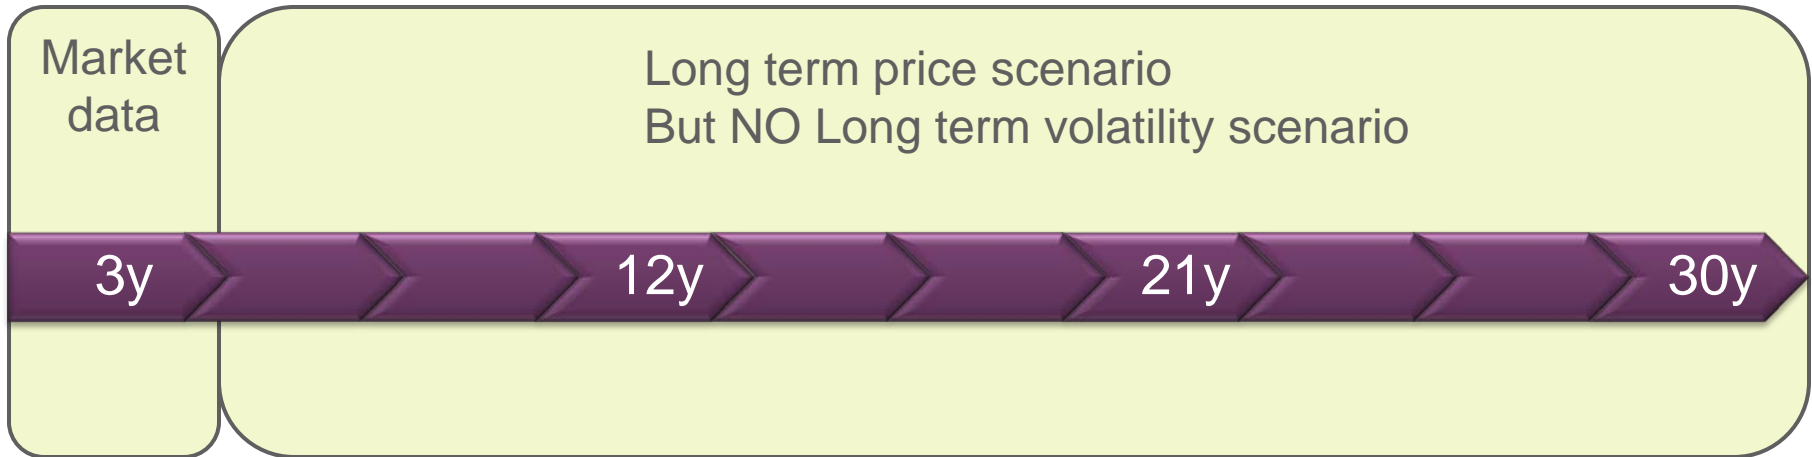 Market
data
Long term price scenario
But NO Long term volatility scenario
3y
12y
21y
30y